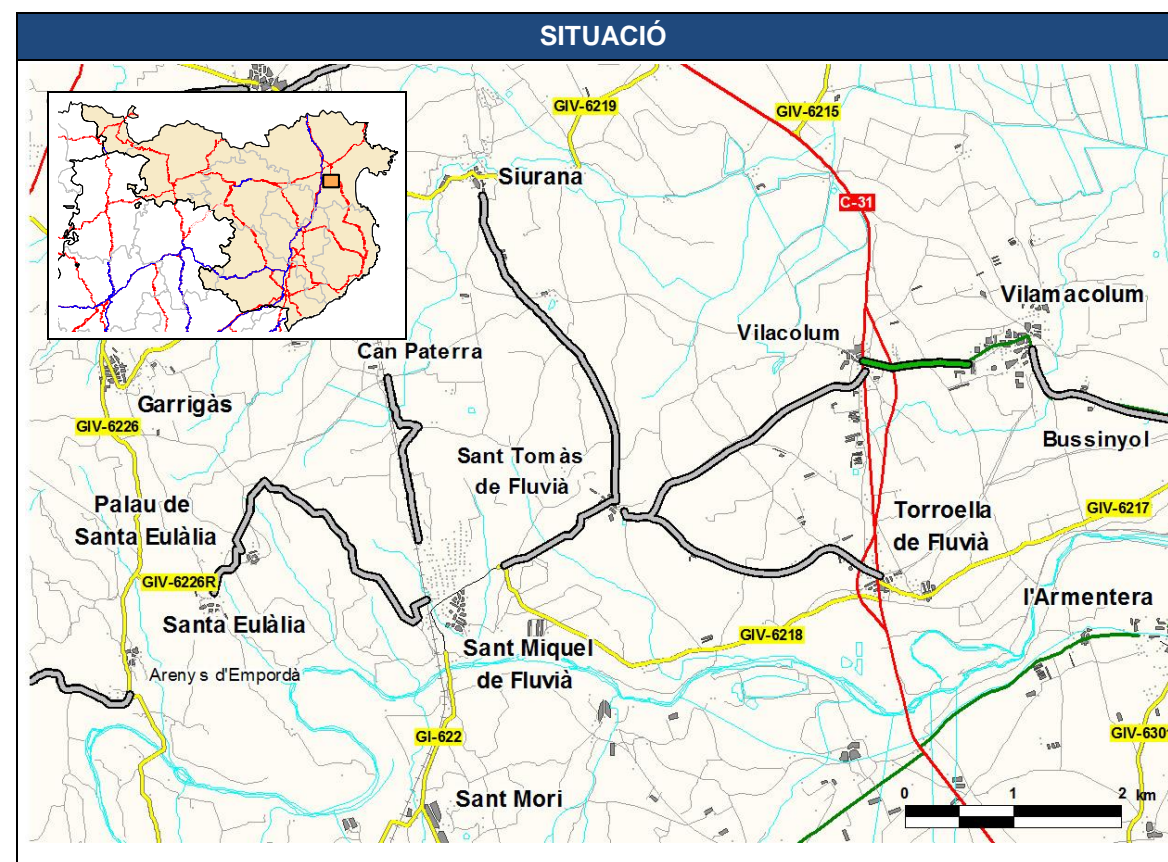 SITUACIÓ
GIV-6219
GIV-6215
Siurana
C-31
Vilamacolum
Vilacolum
Can Paterra
Garrigàs
GIV-6226
Bussinyol
Sant Tomàs
de Fluvià
Palau de
Santa Eulàlia
Torroella
de Fluvià
GIV-6217
GIV-6226R
l'Armentera
Santa Eulàlia
GIV-6218
Sant Miquel
de Fluvià
Arenys d'Empordà
GI-622
GIV-6301
Sant Mori
0 1 2 km